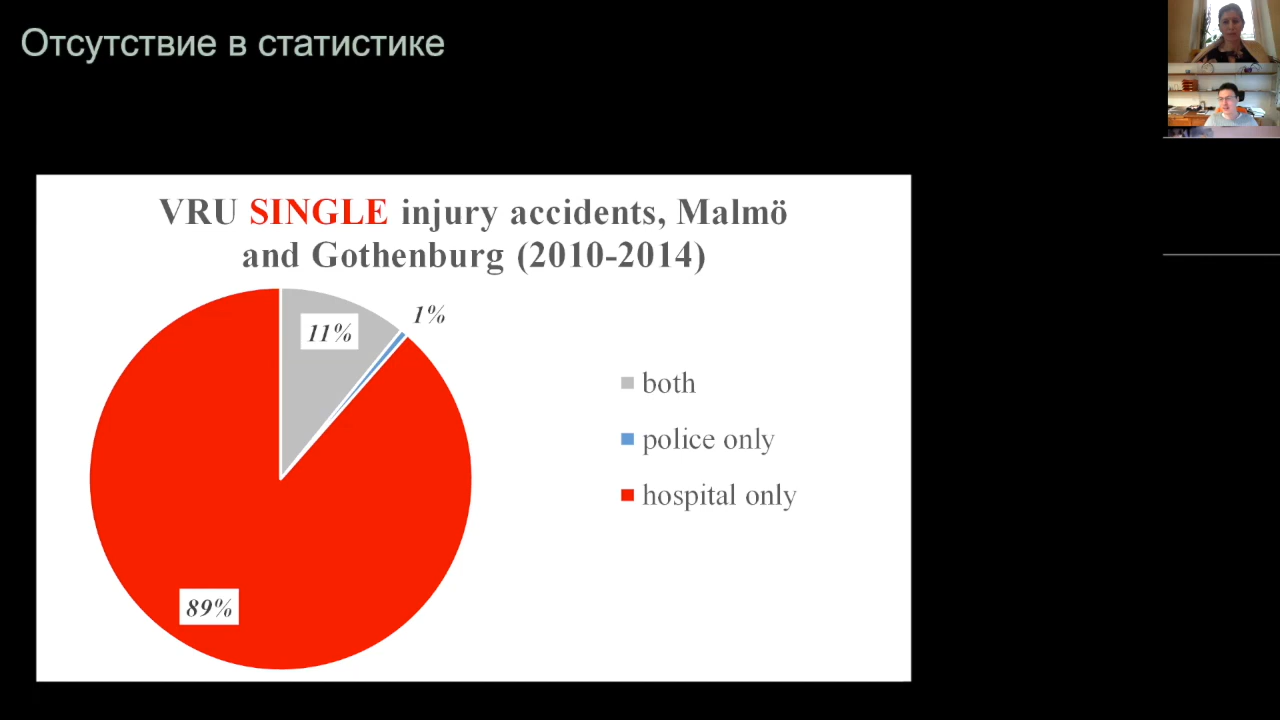 Отсутствие в статистике
VRU SINGLE injury accidents, Malmö
and Gothenburg (2010-2014)
1%
11%
both
police only
hospital only
89%